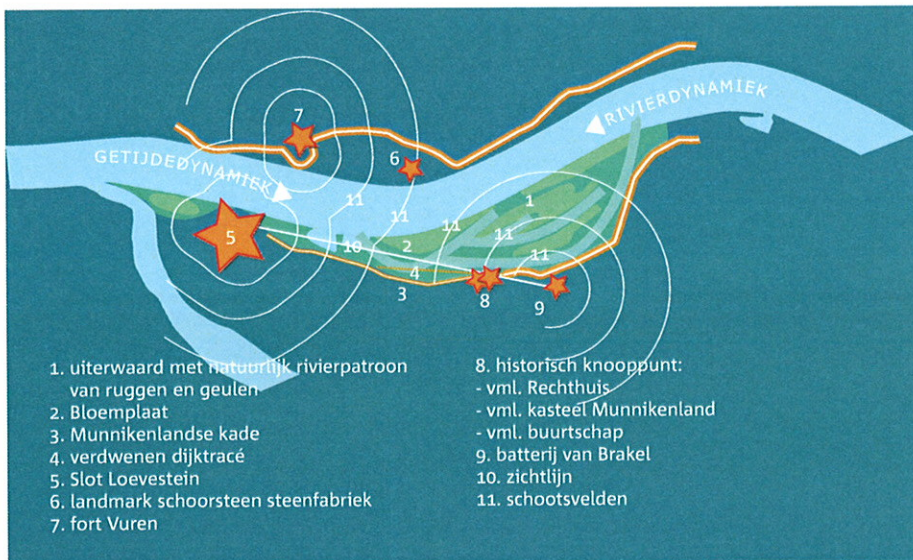 7
RIVIERDYNAMIEK
6
GETIJDEDYNAMIEK
11
1
11
11
11
5
10
2
11
4
3
8
9
1. uiterwaard met natuurlijk rivierpatroon
van ruggen en geulen
2. Bloemplaat
3. Munnikenlandse kade
4. verdwenen dijktracé
5. Slot Loevestein
6. landmark schoorsteen steenfabriek
7. fort Vuren
8. historisch knooppunt:
- vml. Rechthuis
- vml. kasteel Munnikenland
- vml. buurtschap
9. batterij van Brakel
10. zichtlijn
11. schootsvelden